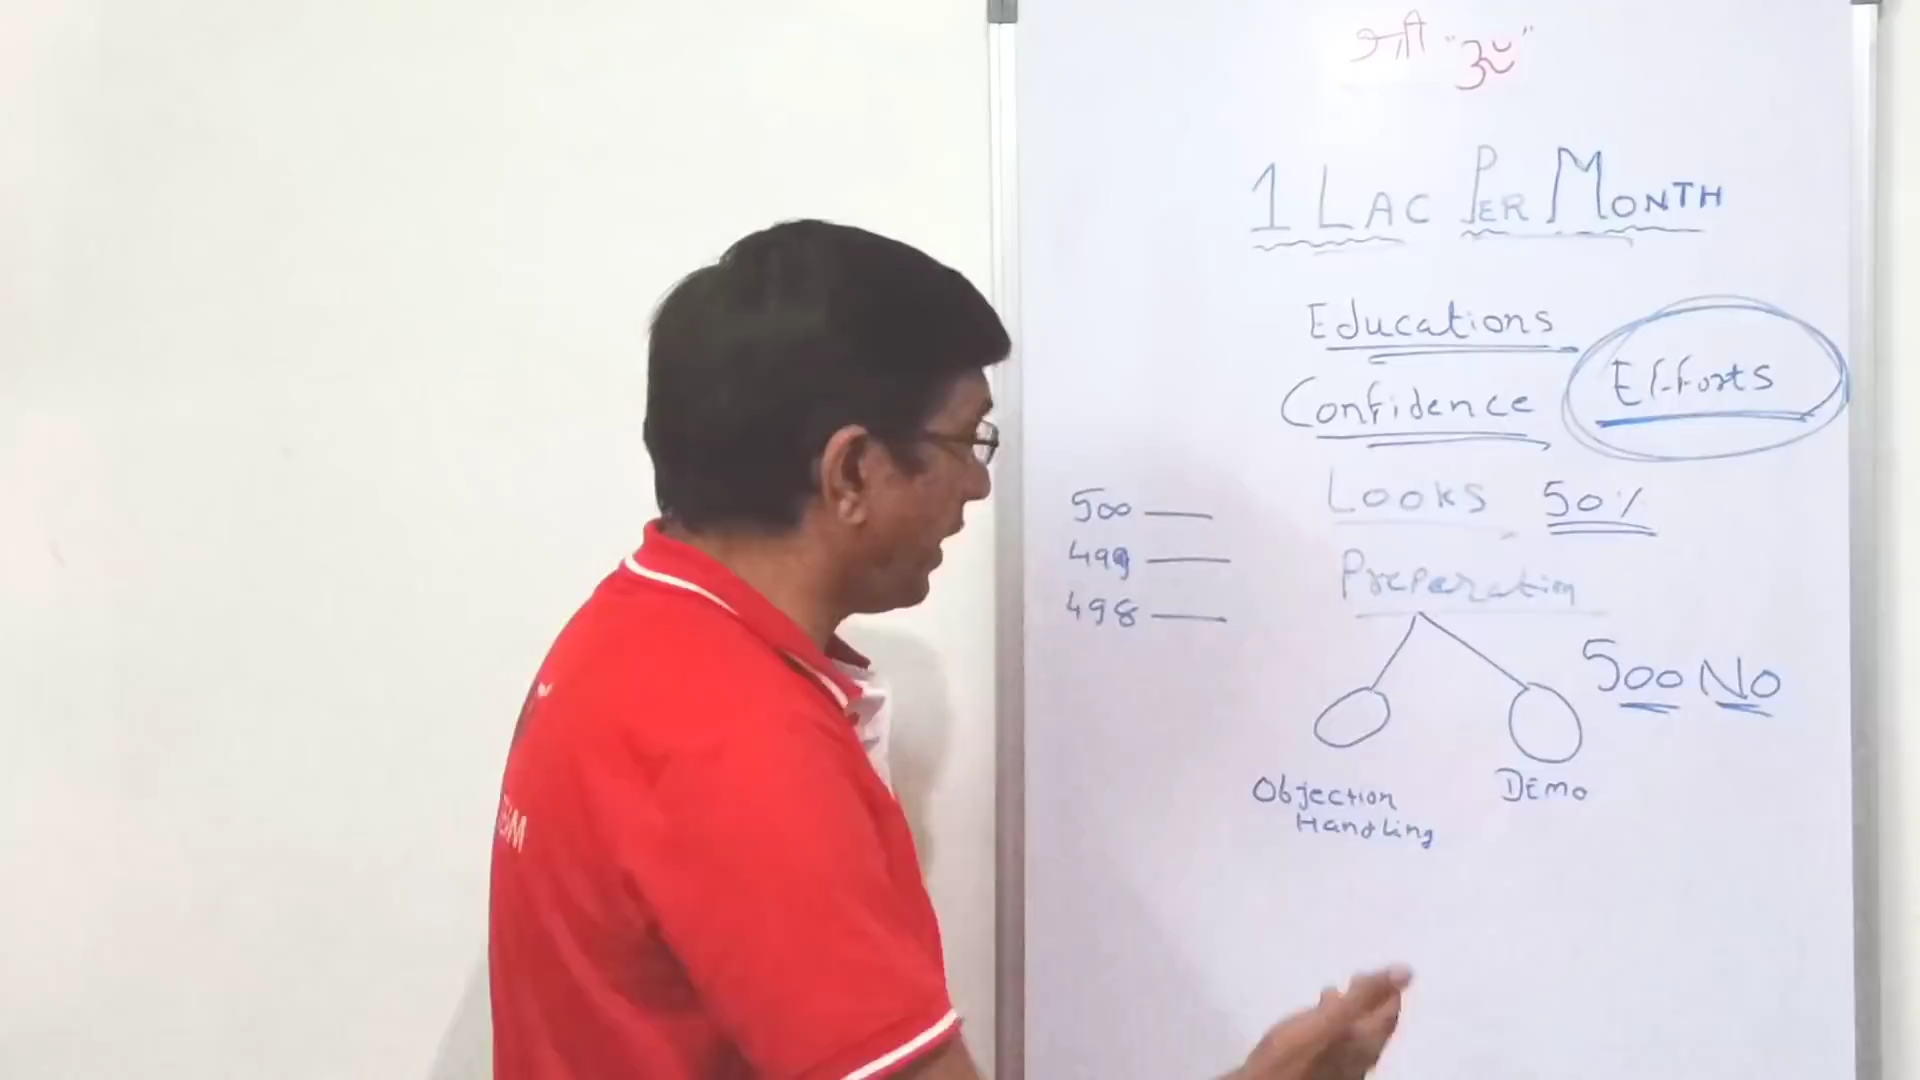 श्री "ॐ"
1 LAC PER MONTH
Educations
Efforts
Confidence
Looks 50%
500
499
498
Preparation
500 No
Objection
Handling
DEMO